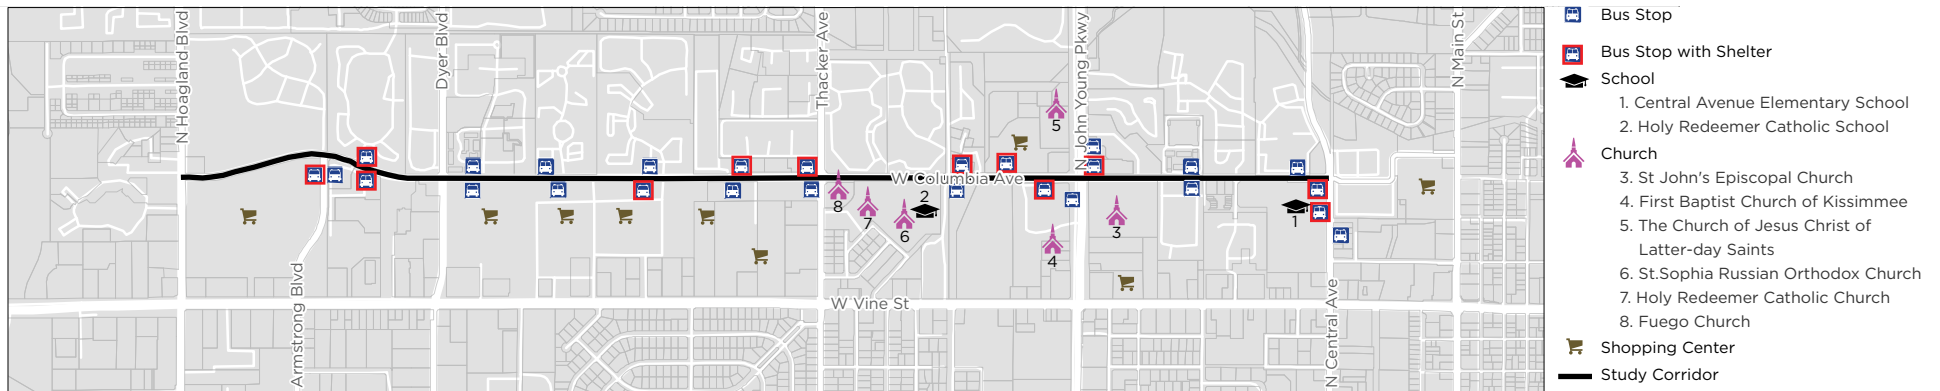 N Hoagland Blvd
Dyer Blvd
Thacker Ave
N John Young Pkwy
N Main St
5
W Columbia Ave
2
8
7
6
3
1
4
Armstrong Blvd
W Vine St
N Central Ave
Bus Stop
Bus Stop with Shelter
School
1. Central Avenue Elementary School
2. Holy Redeemer Catholic School
Church
3. St John's Episcopal Church
4. First Baptist Church of Kissimmee
5. The Church of Jesus Christ of
Latter-day Saints
6. St.Sophia Russian Orthodox Church
7. Holy Redeemer Catholic Church
8. Fuego Church
Shopping Center
Study Corridor